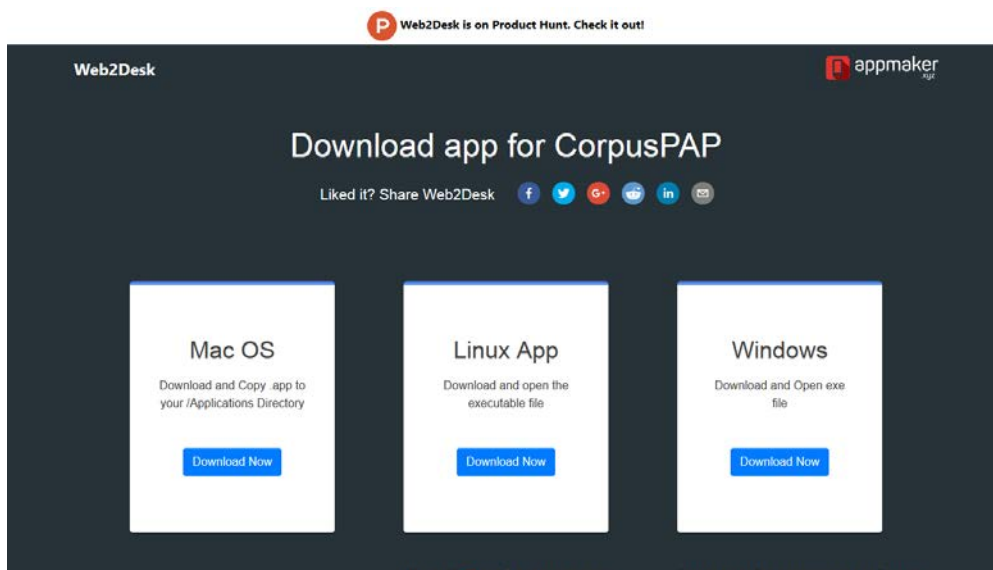 P Web2Desk is on Product Hunt. Check it out!
Web2Desk
appmaker
.xyz
Download app for CorpusPAP
Liked it? Share Web2Desk f G+ in
Mac OS
Download and Copy .app to
your /Applications Directory
Download Now
Linux App
Download and open the
executable file
Download Now
Windows
Download and Open exe
file
Download Now